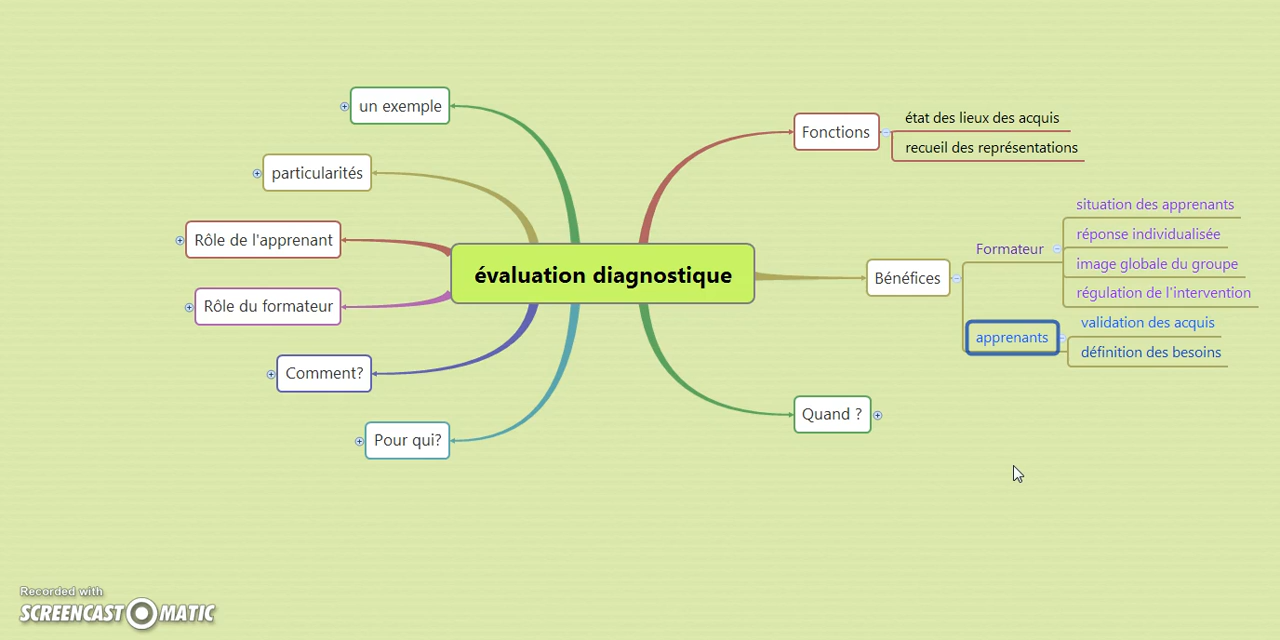 un exemple
particularités
Rôle de l'apprenant
Rôle du formateur
Comment?
Pour qui?
évaluation diagnostique
Fonctions
état des lieux des acquis
recueil des représentations
Bénéfices
Formateur
situation des apprenants
réponse individualisée
image globale du groupe
régulation de l'intervention
apprenants
validation des acquis
définition des besoins
Quand ?
Recorded with
SCREENCAST MATIC